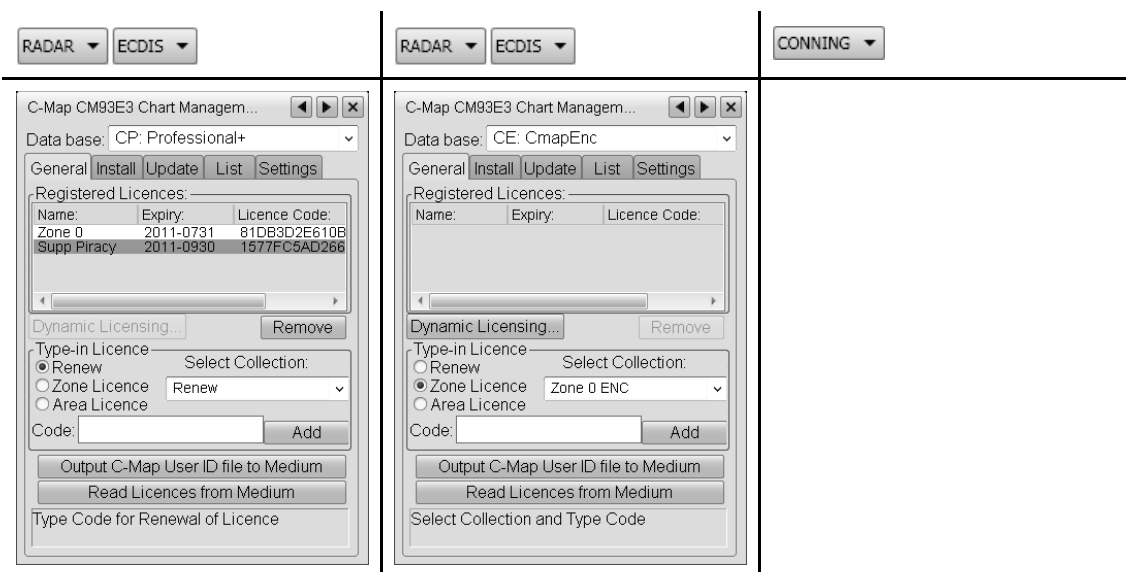 RADAR ECDIS
RADAR ECDIS
CONNING
C-Map CM93E3 Chart Managem...
Data base: CP: Professional+
General Install Update List Settings
Registered Licences:
Name: Expiry: Licence Code:
Zone 0 2011-0731 81DB3D2E610B
Supp Piracy 2011-0930 1577FC5AD266
Dynamic Licensing... Remove
Type-in Licence
Renew Select Collection:
Zone Licence Renew
Area Licence
Code: Add
Output C-Map User ID file to Medium
Read Licences from Medium
Type Code for Renewal of Licence
C-Map CM93E3 Chart Managem...
Data base: CE: CmapEnc
General Install Update List Settings
Registered Licences:
Name: Expiry: Licence Code:
Dynamic Licensing... Remove
Type-in Licence
Renew Select Collection:
Zone Licence Zone 0 ENC
Area Licence
Code: Add
Output C-Map User ID file to Medium
Read Licences from Medium
Select Collection and Type Code